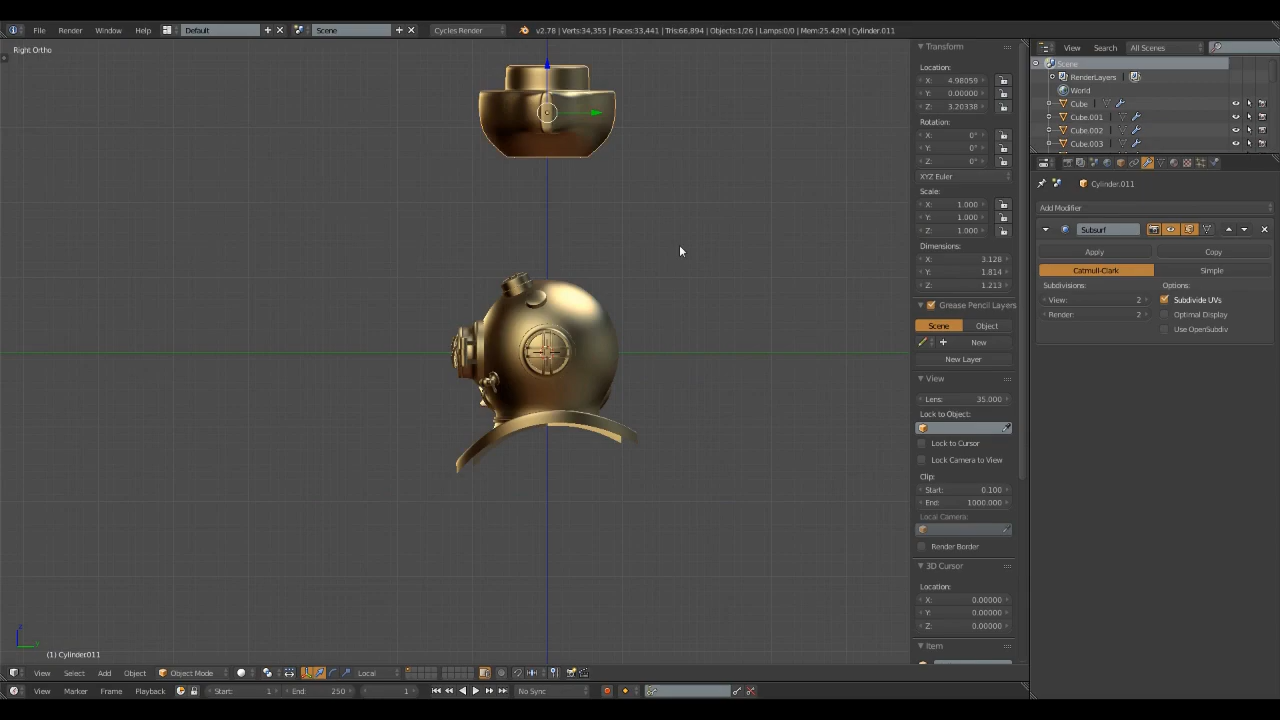 File Render Window Help Default Scene Cycles Render v2.78 | Verts:34,355 | Faces:33,441 | Tris:66,894 | Objects:1/26 | Lamps:0/0 | Mem:25.42M | Cylinder.011
Right Ortho
Transform
View Search All Scenes
Scene
Location:
RenderLayers
X: 4.98059
Y: 0.00000
World
Z: 3.20338
Cube
Rotation:
Cube.001
X: 0°
Cube.002
Y: 0°
Cube.003
Z: 0°
XYZ Euler
Cylinder.011
Scale:
X: 1.000
Add Modifier
Y: 1.000
Z: 1.000
Subsurf
Dimensions:
Apply Copy
X: 3.128
Y: 1.814
Catmull-Clark Simple
Z: 1.213
Subdivisions: Options:
View: 2 Subdivide UVs
Grease Pencil Layers
Render: 2 Optimal Display
Scene Object
Use OpenSubdiv
New
New Layer
View
Lens: 35.000
Lock to Object:
Lock to Cursor
Lock Camera to View
Clip:
Start: 0.100
End: 1000.000
Local Camera:
Render Border
3D Cursor
Location:
X: 0.00000
Y: 0.00000
Z: 0.00000
Item
z
y
(1) Cylinder011
View Select Add Object Object Mode Local
View Marker Frame Playback Start: 1 End: 250 1 No Sync